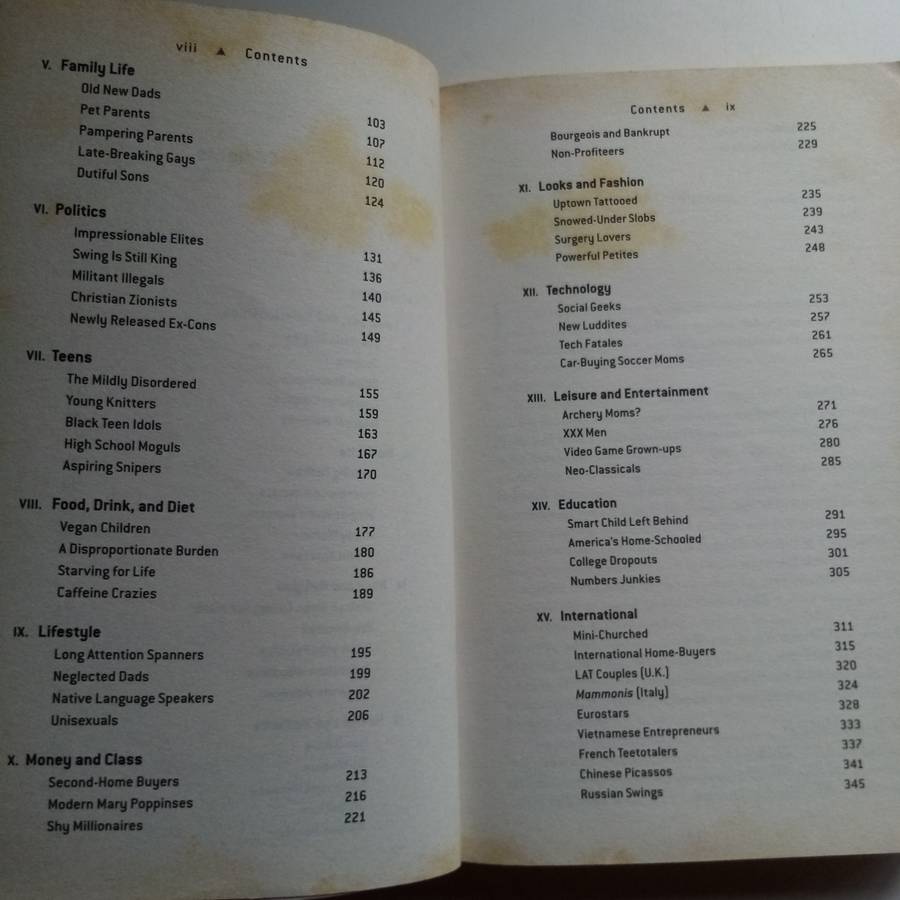 viii ▲ Contents
V. Family Life
Old New Dads 103
Pet Parents 107
Pampering Parents 112
Late-Breaking Gays 120
Dutiful Sons 124
VI. Politics
Impressionable Elites 131
Swing Is Still King 136
Militant Illegals 140
Christian Zionists 145
Newly Released Ex-Cons 149
VII. Teens
The Mildly Disordered 155
Young Knitters 159
Black Teen Idols 163
High School Moguls 167
Aspiring Snipers 170
VIII. Food, Drink, and Diet
Vegan Children 177
A Disproportionate Burden 180
Starving for Life 186
Caffeine Crazies 189
IX. Lifestyle
Long Attention Spanners 195
Neglected Dads 199
Native Language Speakers 202
Unisexuals 206
X. Money and Class
Second-Home Buyers 213
Modern Mary Poppinses 216
Shy Millionaires 221
Contents ▲ ix
Bourgeois and Bankrupt 225
Non-Profiteers 229
XI. Looks and Fashion
Uptown Tattooed 235
Snowed-Under Slobs 239
Surgery Lovers 243
Powerful Petites 248
XII. Technology
Social Geeks 253
New Luddites 257
Tech Fatales 261
Car-Buying Soccer Moms 265
XIII. Leisure and Entertainment
Archery Moms? 271
XXX Men 276
Video Game Grown-ups 280
Neo-Classicals 285
XIV. Education
Smart Child Left Behind 291
America's Home-Schooled 295
College Dropouts 301
Numbers Junkies 305
XV. International
Mini-Churched 311
International Home-Buyers 315
LAT Couples (U.K.) 320
Mammonis (Italy) 324
Eurostars 328
Vietnamese Entrepreneurs 333
French Teetotalers 337
Chinese Picassos 341
Russian Swings 345